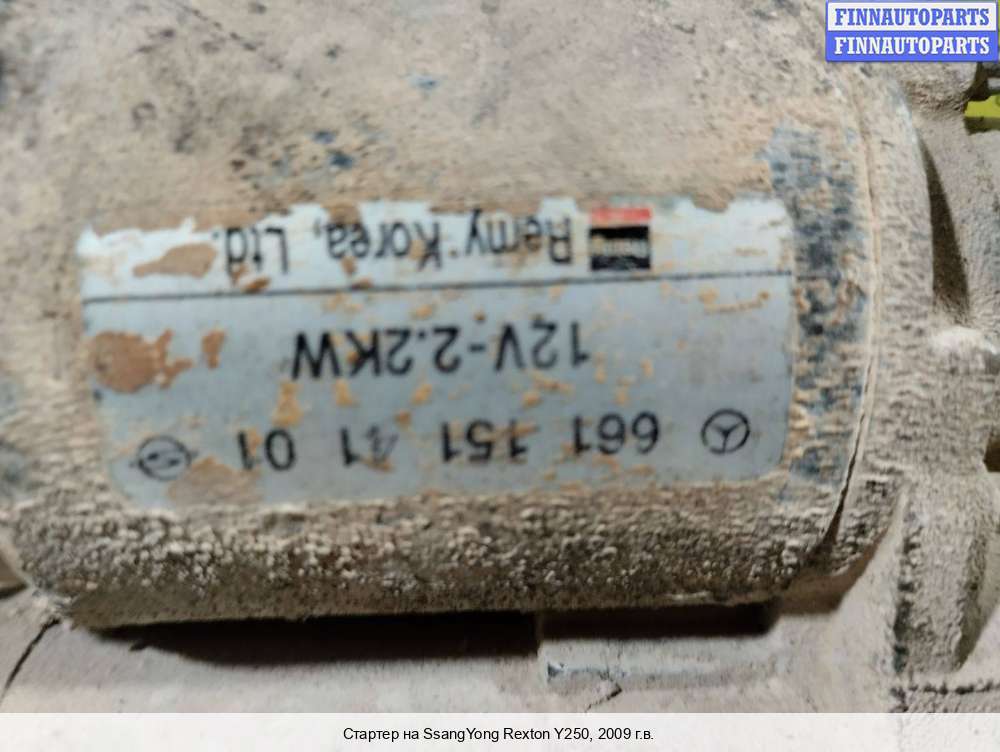 FINNAUTOPARTS
FINNAUTOPARTS
661 151 41 01
12V-2.2KW
Remy Korea, Ltd.
Стартер на SsangYong Rexton Y250, 2009 г.в.